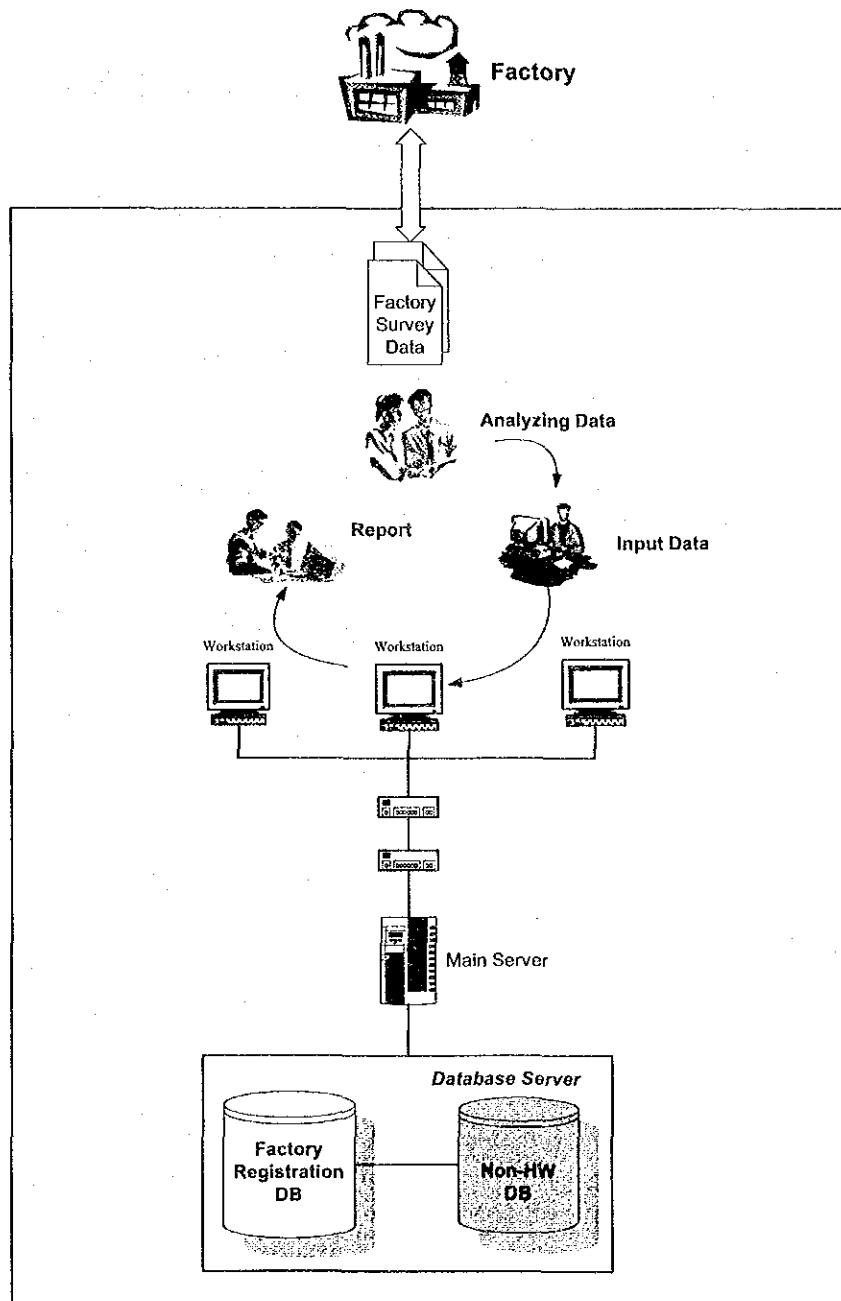 Factory
Factory
Survey
Data
Analyzing Data
Report
Input Data
Workstation
Workstation
Workstation
Main Server
Database Server
Factory
Registration
DB
Non-HW
DB